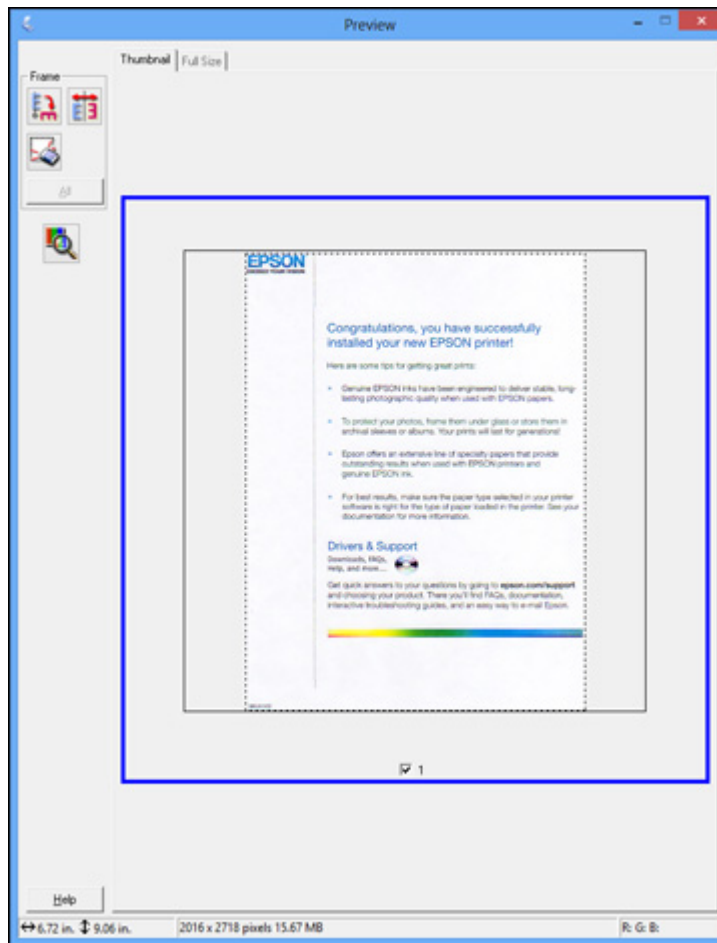 Preview
Thumbnail Full Size
Frame
All
EPSON
EXCEED YOUR VISION
Congratulations, you have successfully
installed your new EPSON printer!
Here are some tips for getting great prints:
• Genuine EPSON inks have been engineered to deliver stable, long-
lasting photographic quality when used with EPSON papers.
• To protect your photos, frame them under glass or store them in
archival sleeves or albums. Your prints will last for generations!
• Epson offers an extensive line of specialty papers that provide
outstanding results when used with EPSON printers and
genuine EPSON ink.
• For best results, make sure the paper type selected in your printer
software is right for the type of paper loaded in the printer. See your
documentation for more information.
Drivers & Support
Downloads, FAQs,
Help, and more...
Get quick answers to your questions by going to epson.com/support
and choosing your product. There you'll find FAQs, documentation,
interactive troubleshooting guides, and an easy way to e-mail Epson.
1
Help
6.72 in. 9.06 in. 2016 x 2718 pixels 15.67 MB R: G: B: